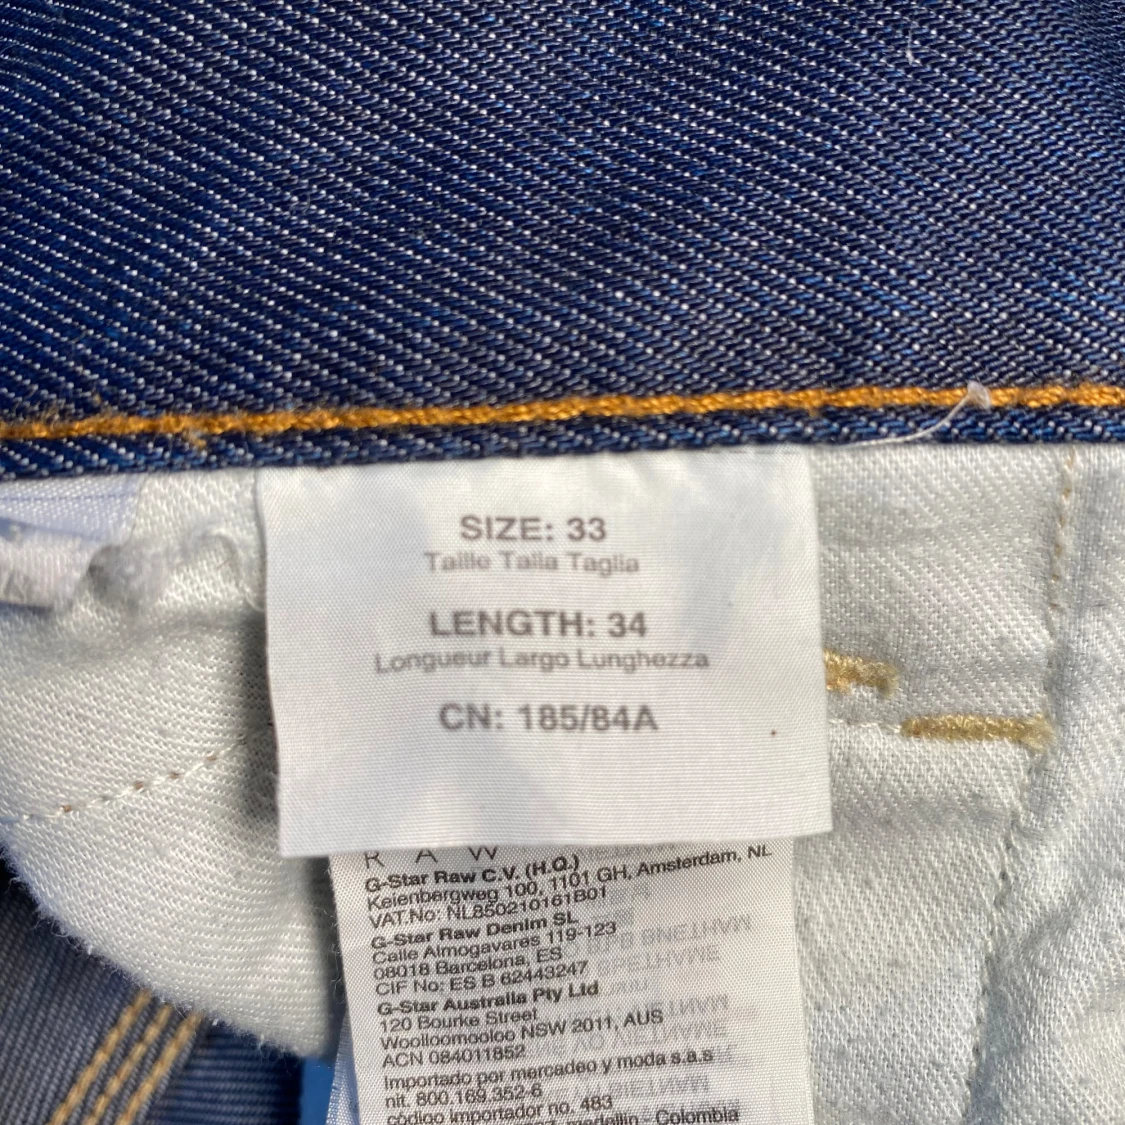 SIZE: 33
Taille Talla Taglia
LENGTH: 34
Longueur Largo Lunghezza
CN: 185/84A
R A W
G-Star Raw C.V. (H.Q.)
Keienbergweg 100, 1101 GH, Amsterdam, NL
VAT.No: NL850210161B01
G-Star Raw Denim SL
Calle Almogavares 119-123
08018 Barcelona, ES
CIF No: ES B 62443247
G-Star Australia Pty Ltd
120 Bourke Street
Woolloomooloo NSW 2011, AUS
ACN 084011852
Importado por mercadeo y moda s.a.s
nit. 800.169.352-6
código importador no. 483
medellin - Colombia